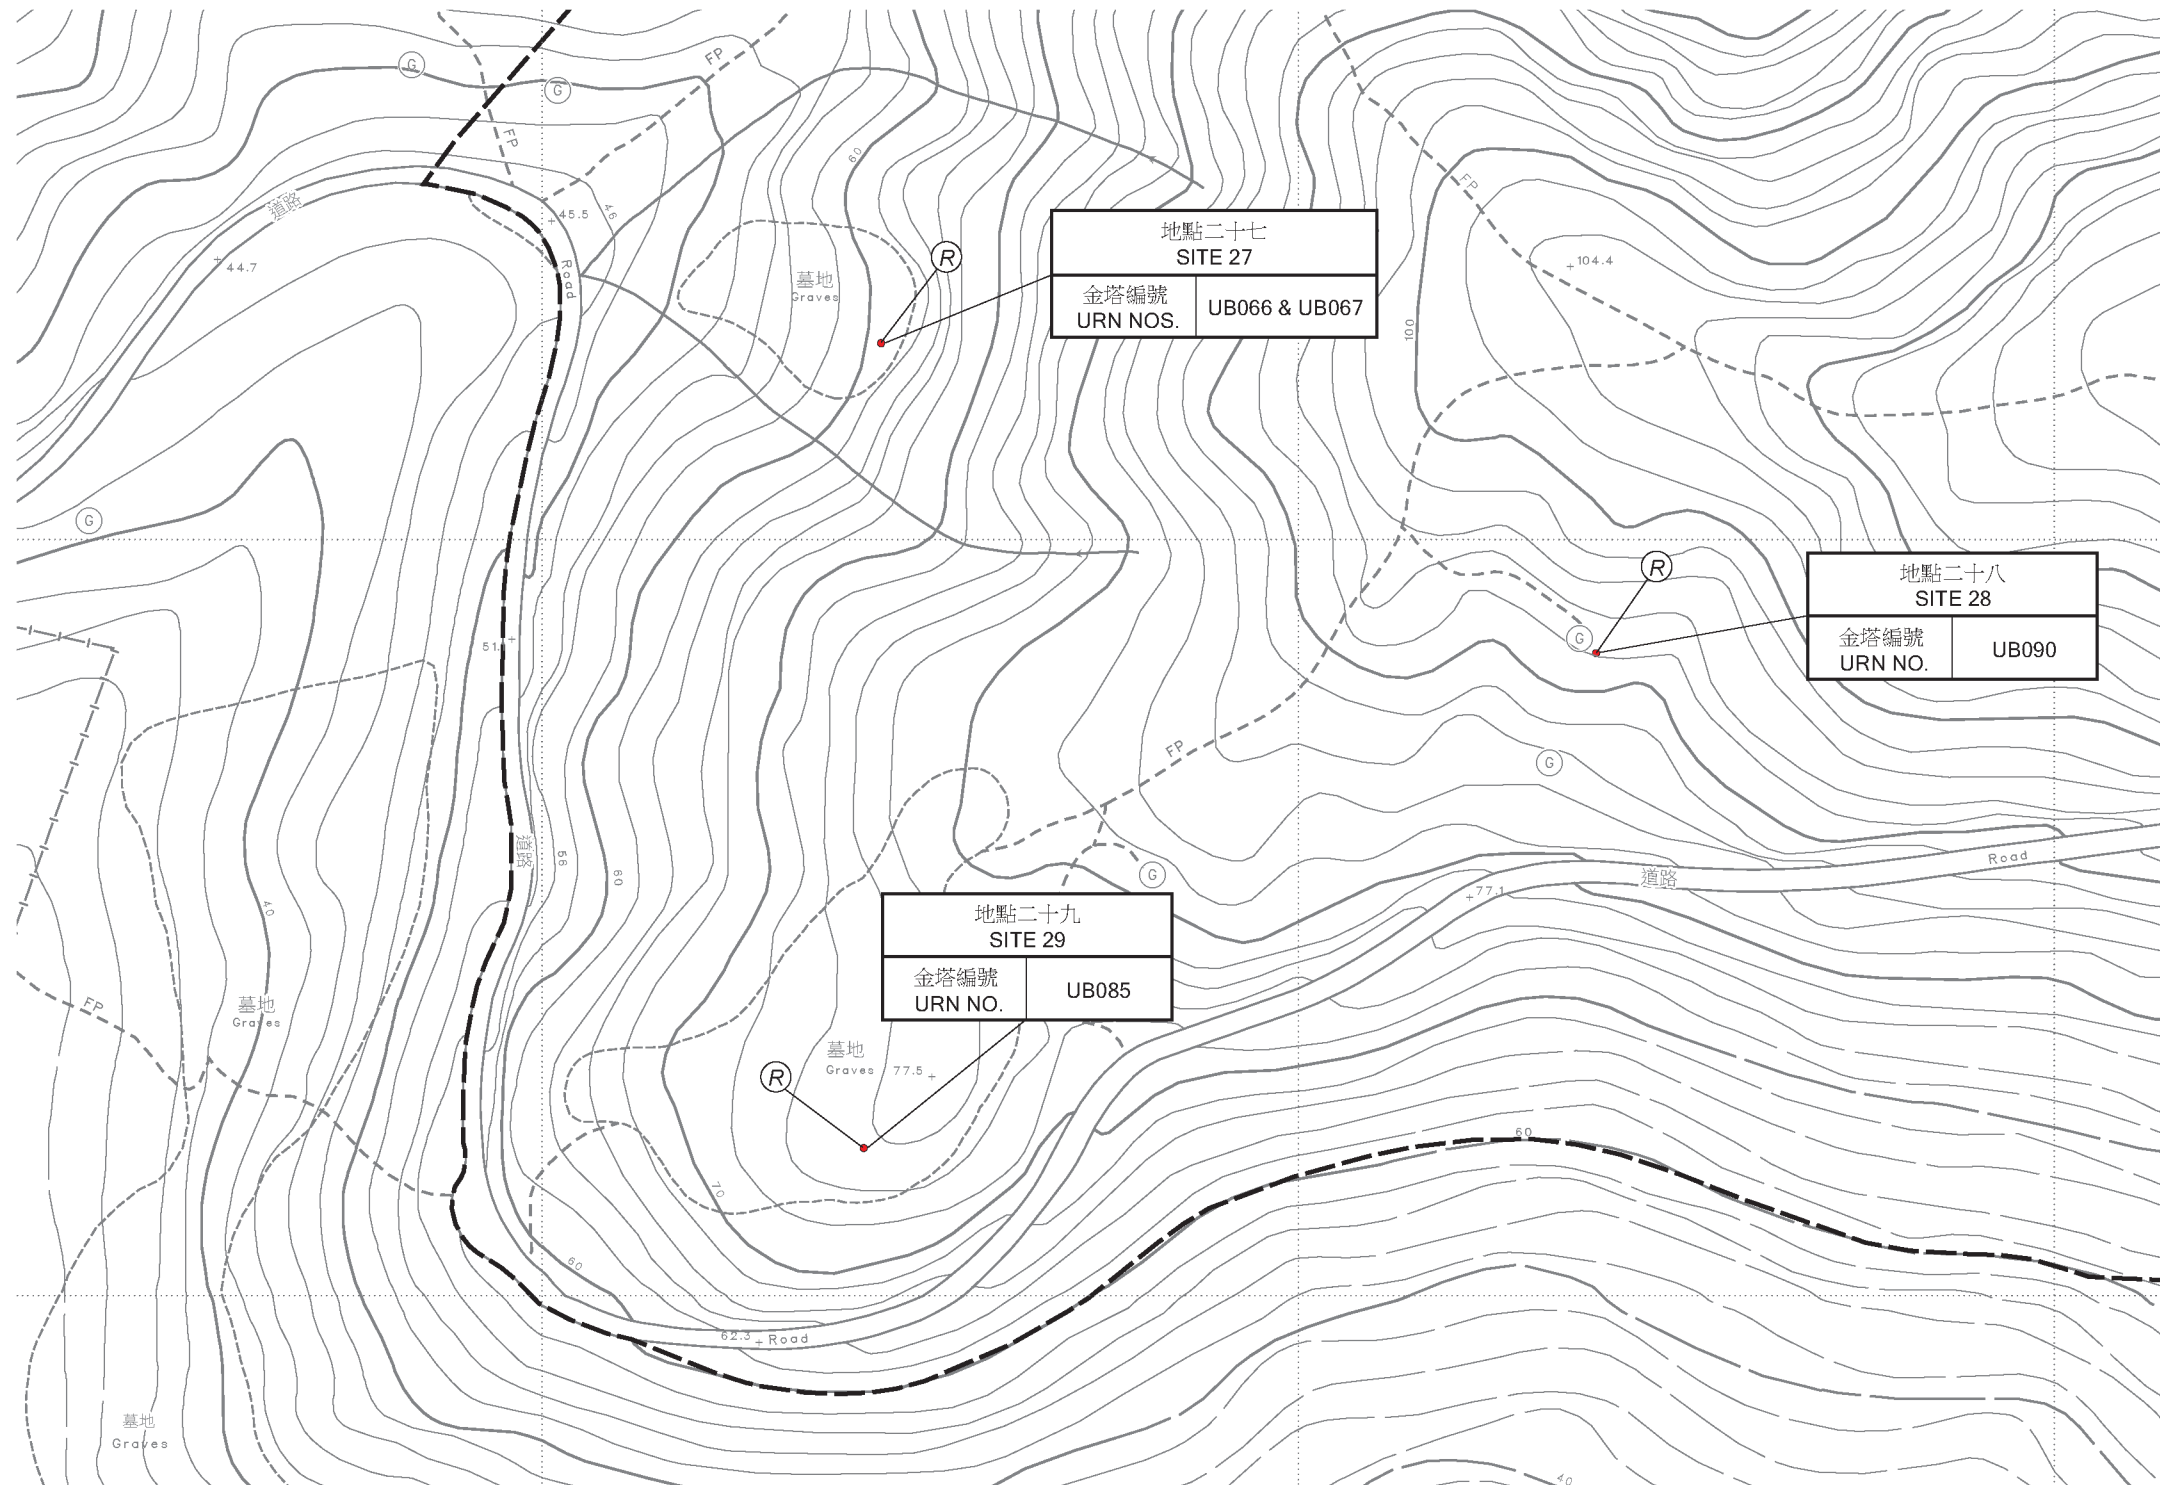 G
G
FP
FP
60
道路
45.5
46
44.7
Road
墓地
Graves
R
地點二十七
SITE 27
金塔編號
URN NOS.
UB066 & UB067
FP
104.4
100
G
R
地點二十八
SITE 28
金塔編號
URN NO.
UB090
G
51.
FP
G
道路
56
60
G
Road
道路
77.1
40
地點二十九
SITE 29
金塔編號
URN NO.
UB085
FP
墓地
Graves
墓地
Graves
77.5
R
70
60
60
62.3
Road
墓地
Graves
40